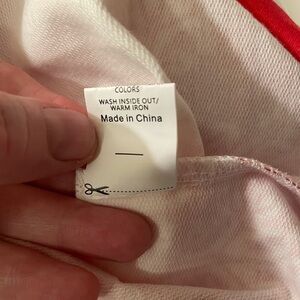 COLORS
WASH INSIDE OUT/
WARM IRON
Made in China